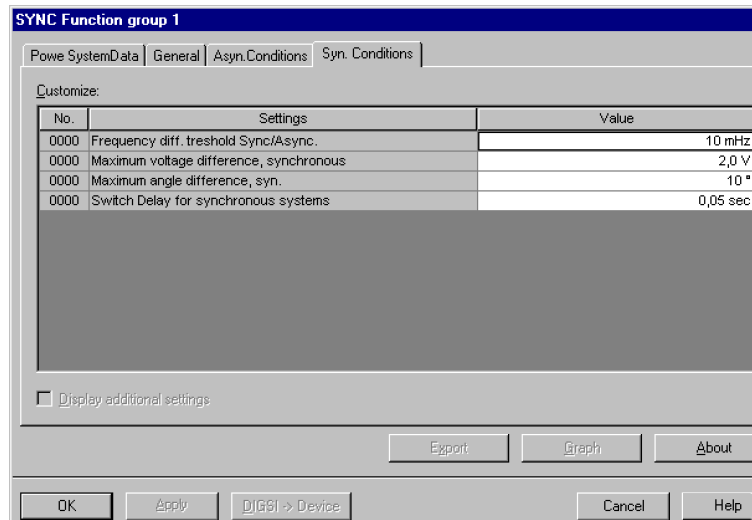 SYNC Function group 1
Powe SystemData General Asyn.Conditions Syn. Conditions
Customize:
No. Settings Value
0000 Frequency diff. treshold Sync/Async. 10 mHz
0000 Maximum voltage difference, synchronous 2,0 V
0000 Maximum angle difference, syn. 10 °
0000 Switch Delay for synchronous systems 0,05 sec
Display additional settings
Export Graph About
OK Apply DIGSI -> Device Cancel Help